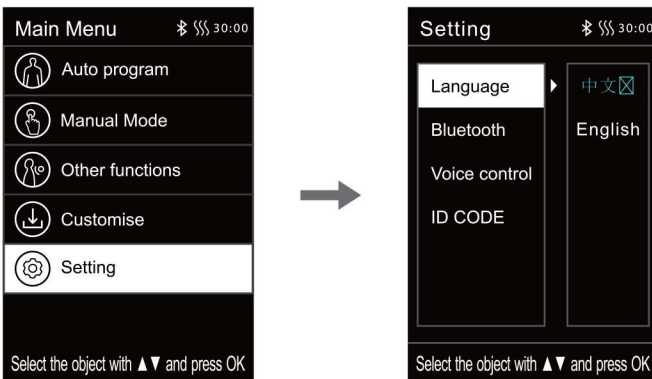 Main Menu 30:00
Auto program
Manual Mode
Other functions
Customise
Setting
Select the object with ▲▼ and press OK
Setting 30:00
Language
Bluetooth
Voice control
ID CODE
中文☒
English
Select the object with ▲▼ and press OK